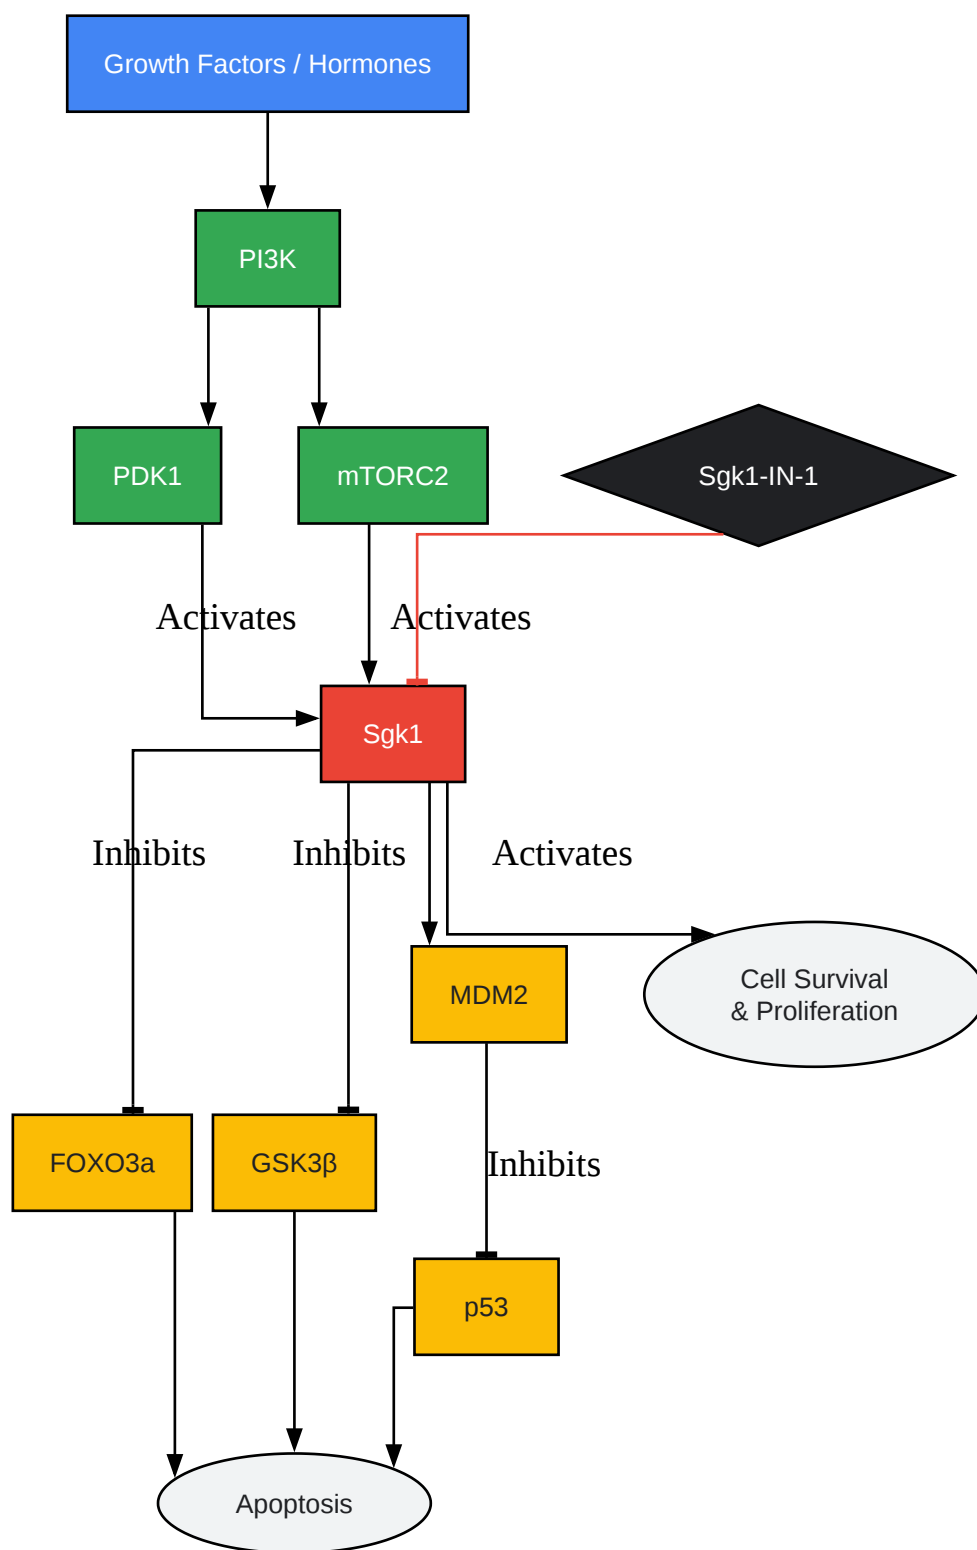 Growth Factors / Hormones
PI3K
PDK1
mTORC2
Sgk1-IN-1
Activates
Activates
Sgk1
Inhibits
Inhibits
Activates
MDM2
Cell Survival
& Proliferation
FOXO3a
GSK3β
Inhibits
p53
Apoptosis